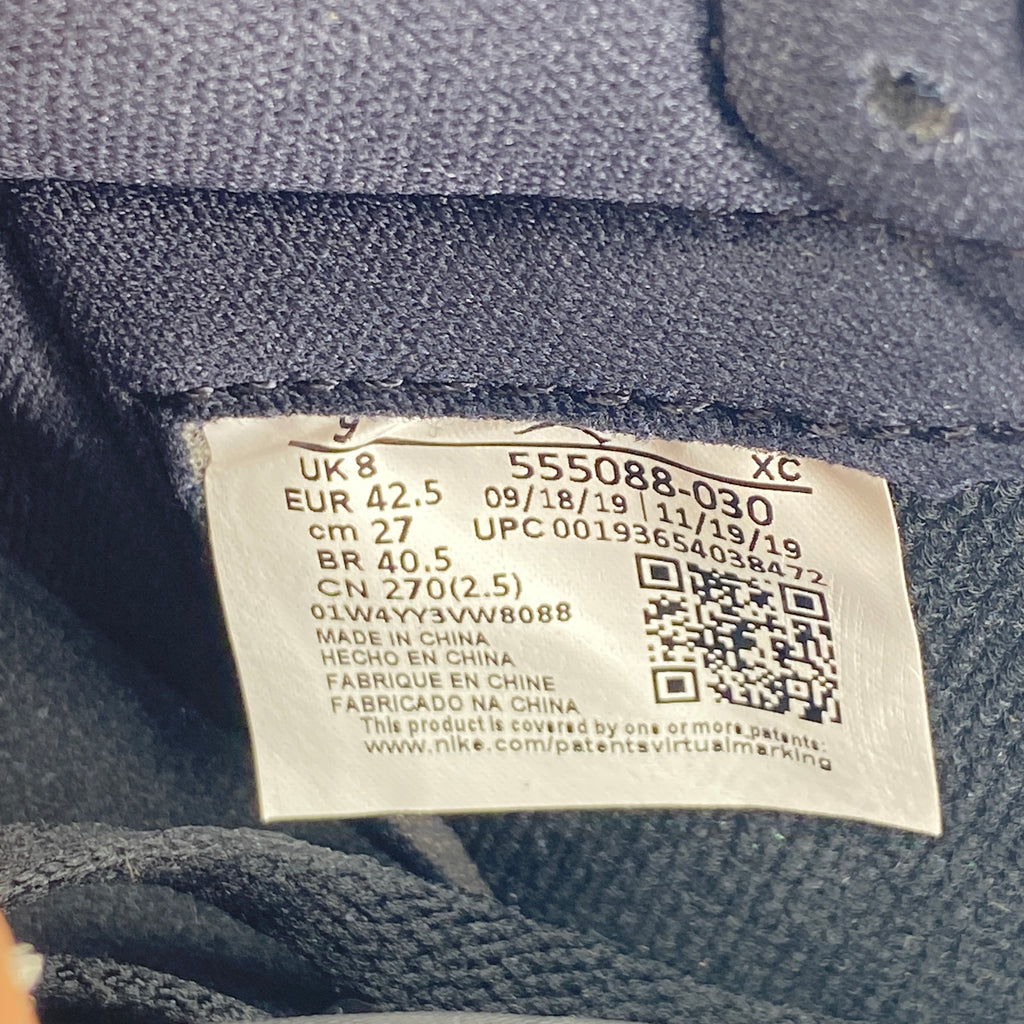 UK 8
EUR 42.5
cm 27
BR 40.5
CN 270(2.5)
01W4YY3VW8088
MADE IN CHINA
HECHO EN CHINA
FABRIQUE EN CHINE
FABRICADO NA CHINA
XC
555088-030
09/18/19 | 11/19/19
UPC 00193654038472
This product is covered by one or more patents:
www.nike.com/patentsvirtualmarking